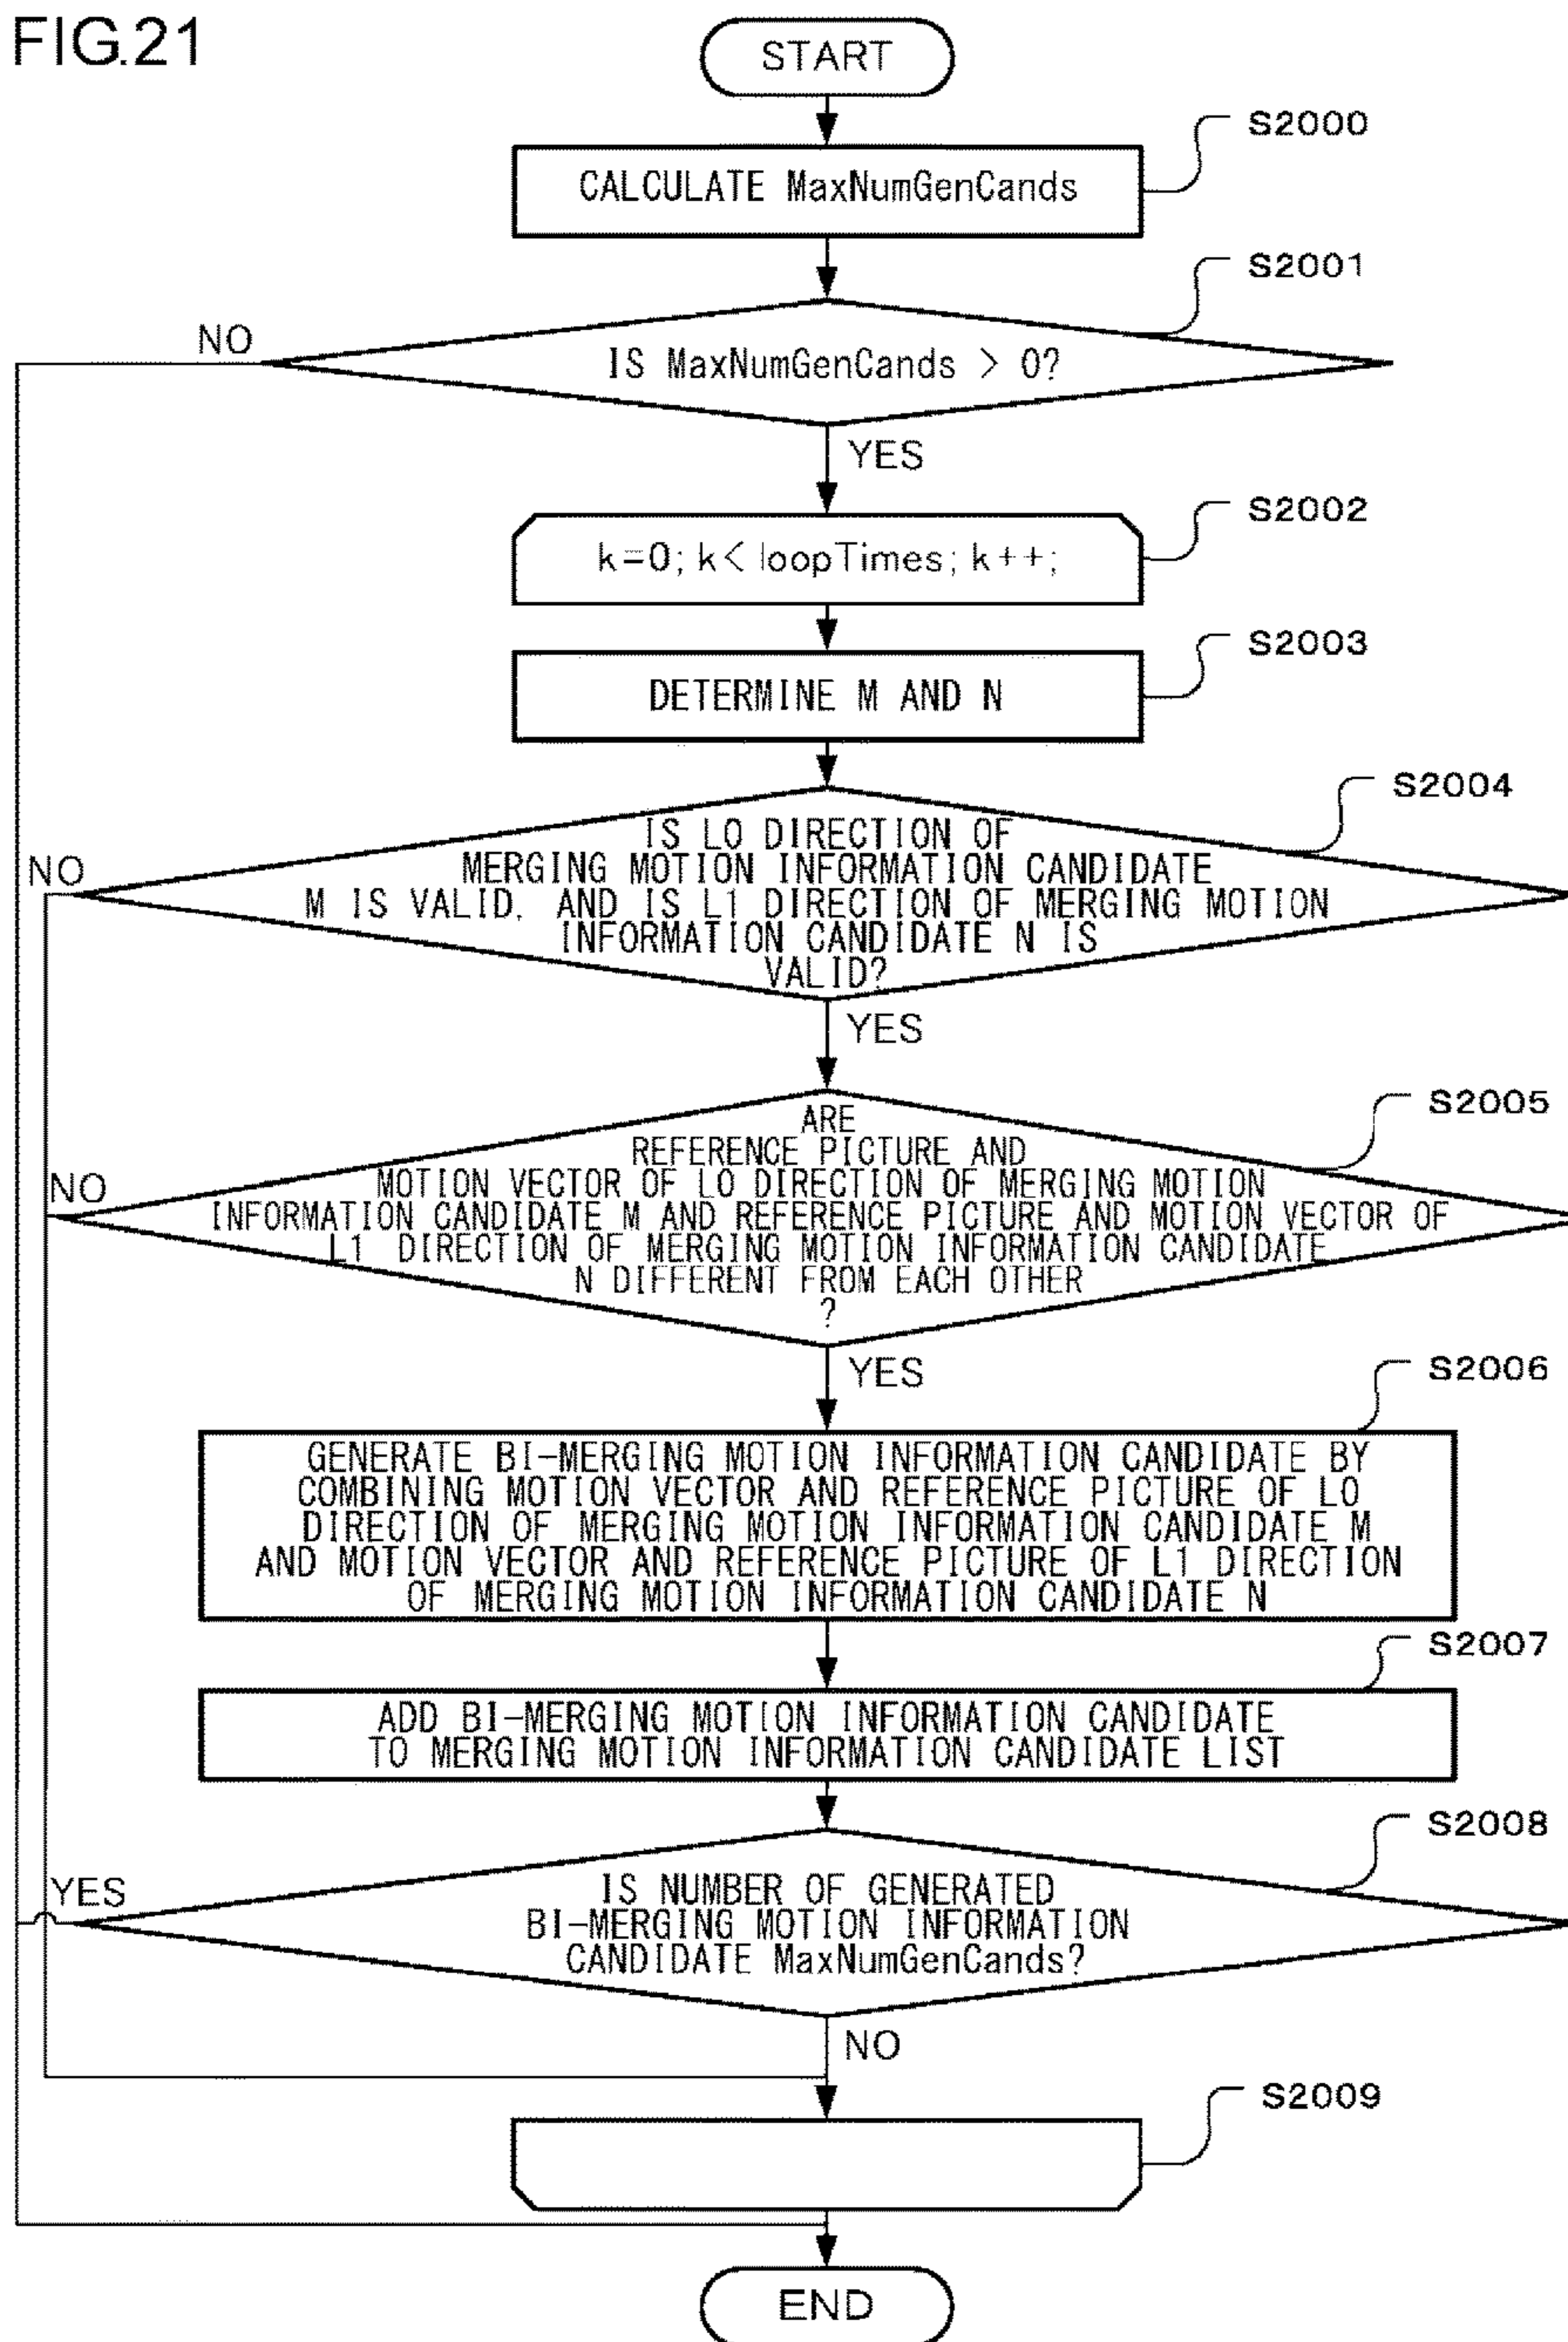 FIG.21
START
S2000
CALCULATE MaxNumGenCands
S2001
NO
IS MaxNumGenCands > 0?
YES
S2002
k=0; k< loopTimes; k++;
S2003
DETERMINE M AND N
S2004
NO
IS L0 DIRECTION OF
MERGING MOTION INFORMATION CANDIDATE
M IS VALID, AND IS L1 DIRECTION OF MERGING MOTION
INFORMATION CANDIDATE N IS
VALID?
YES
S2005
NO
ARE
REFERENCE PICTURE AND
MOTION VECTOR OF L0 DIRECTION OF MERGING MOTION
INFORMATION CANDIDATE M AND REFERENCE PICTURE AND MOTION VECTOR OF
L1 DIRECTION OF MERGING MOTION INFORMATION CANDIDATE
N DIFFERENT FROM EACH OTHER
?
YES
S2006
GENERATE BI-MERGING MOTION INFORMATION CANDIDATE BY
COMBINING MOTION VECTOR AND REFERENCE PICTURE OF L0
DIRECTION OF MERGING MOTION INFORMATION CANDIDATE M
AND MOTION VECTOR AND REFERENCE PICTURE OF L1 DIRECTION
OF MERGING MOTION INFORMATION CANDIDATE N
S2007
ADD BI-MERGING MOTION INFORMATION CANDIDATE
TO MERGING MOTION INFORMATION CANDIDATE LIST
S2008
YES
IS NUMBER OF GENERATED
BI-MERGING MOTION INFORMATION
CANDIDATE MaxNumGenCands?
NO
S2009
END